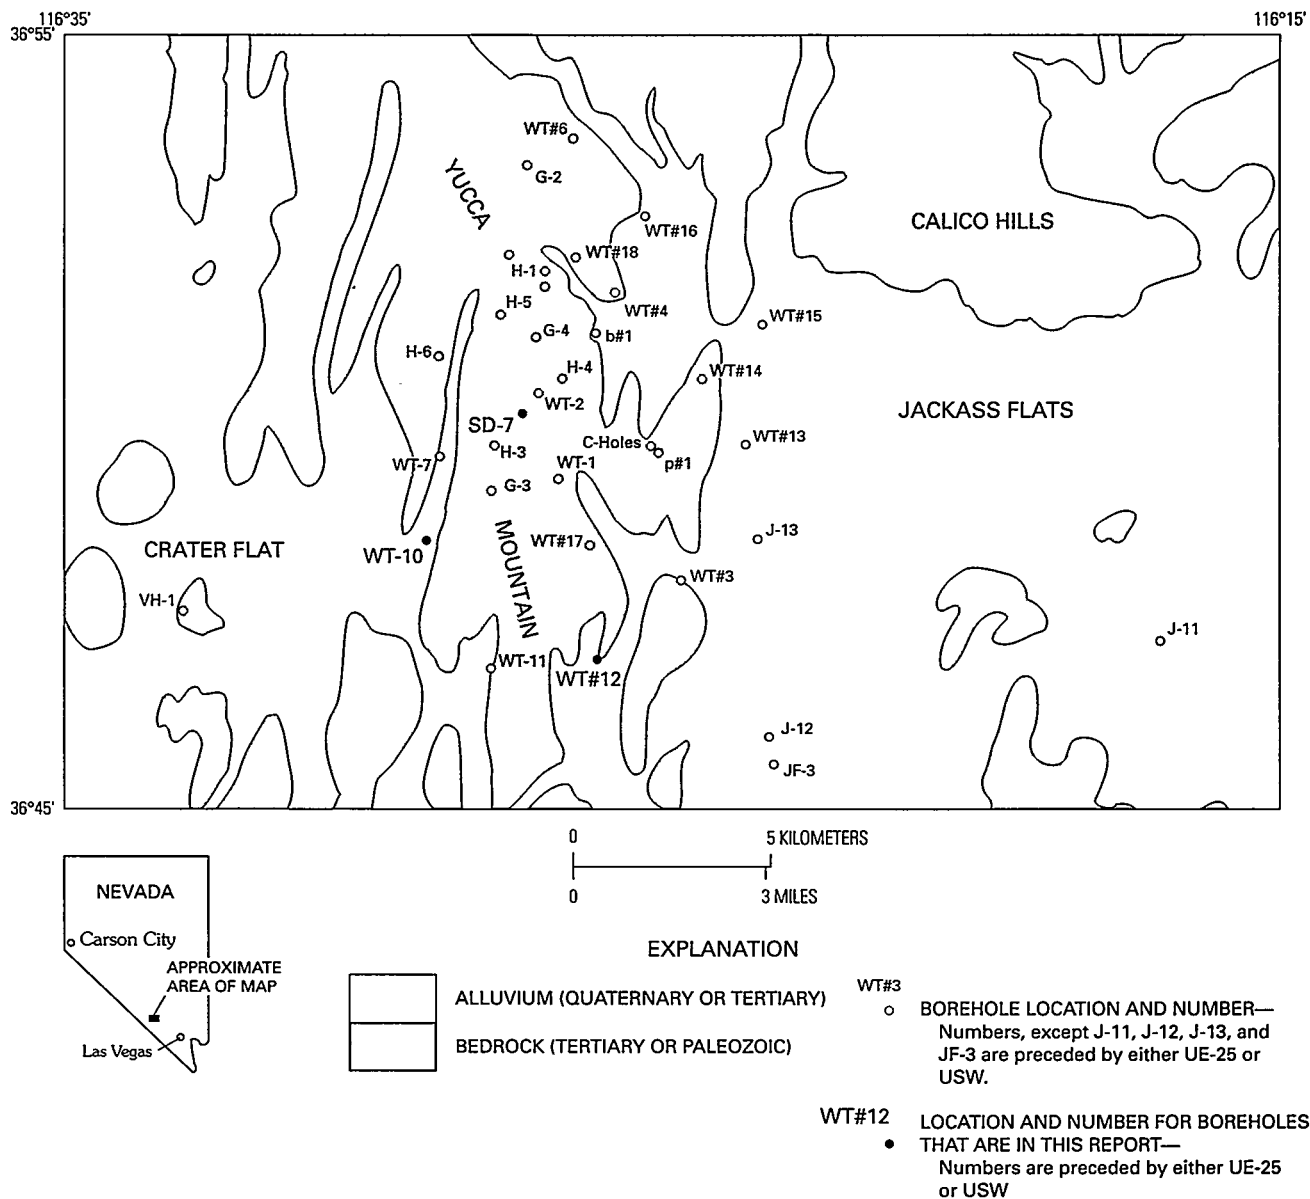 116°35'
116°15'
36°55'
WT#6
G-2
YUCCA
WT#16
CALICO HILLS
WT#18
H-1
WT#4
H-5
WT#15
G-4
b#1
H-6
H-4
WT#14
WT-2
JACKASS FLATS
SD-7
C-Holes
WT#13
H-3
p#1
WT-7
WT-1
G-3
MOUNTAIN
J-13
WT#17
CRATER FLAT
WT-10
WT#3
VH-1
J-11
WT-11
WT#12
J-12
JF-3
36°45'
0 5 KILOMETERS
0 3 MILES
NEVADA
Carson City
APPROXIMATE
AREA OF MAP
Las Vegas
EXPLANATION
ALLUVIUM (QUATERNARY OR TERTIARY)
BEDROCK (TERTIARY OR PALEOZOIC)
WT#3
BOREHOLE LOCATION AND NUMBER—
Numbers, except J-11, J-12, J-13, and
JF-3 are preceded by either UE-25 or
USW.
WT#12
LOCATION AND NUMBER FOR BOREHOLES
THAT ARE IN THIS REPORT—
Numbers are preceded by either UE-25
or USW